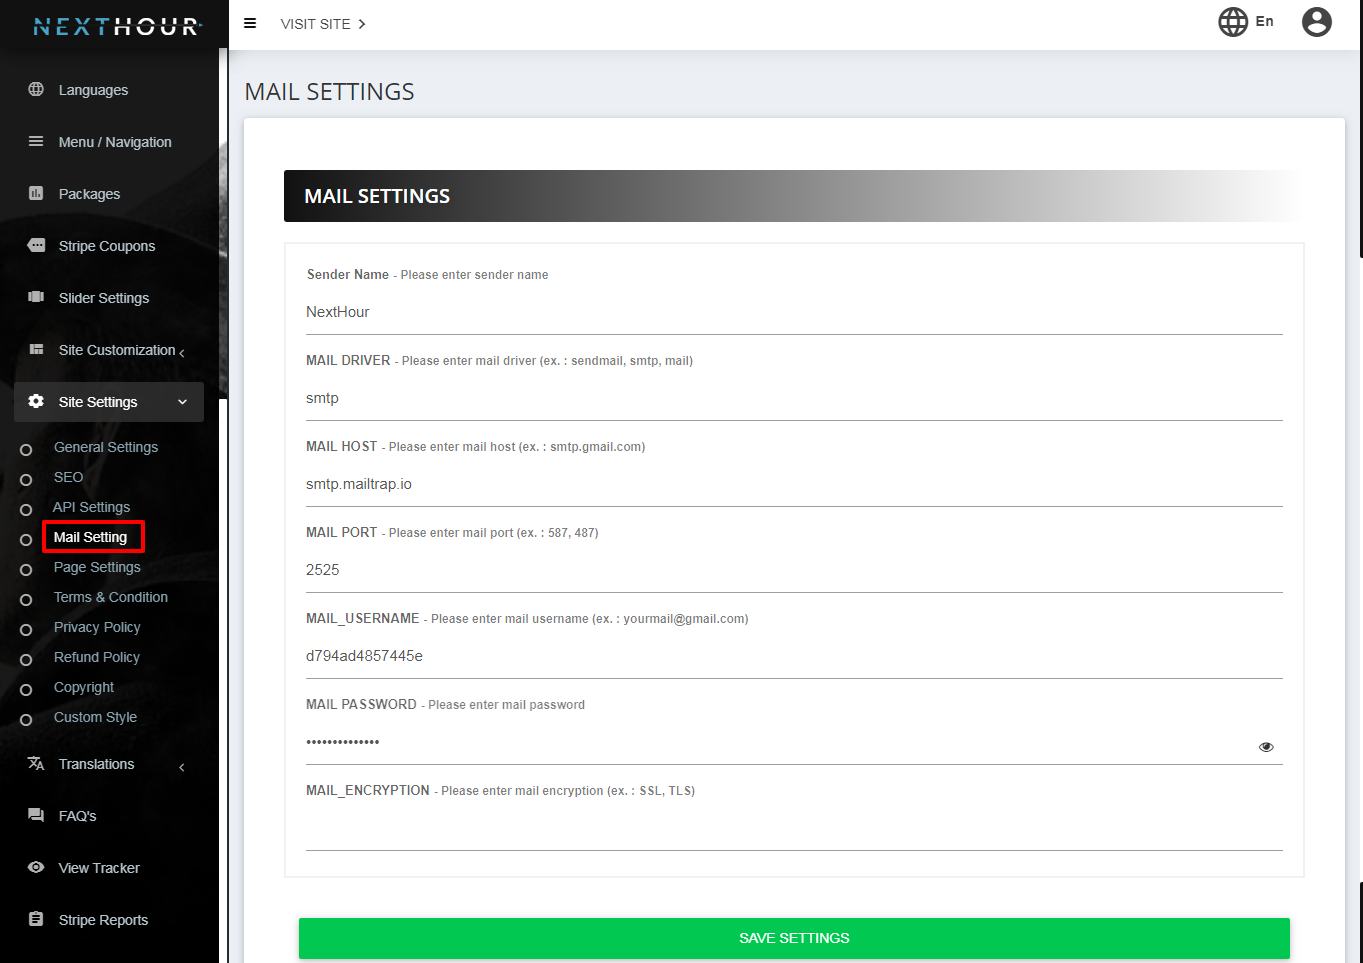 NEXTHOUR
VISIT SITE
En
Languages
Menu / Navigation
Packages
Stripe Coupons
Slider Settings
Site Customization
Site Settings
General Settings
SEO
API Settings
Mail Setting
Page Settings
Terms & Condition
Privacy Policy
Refund Policy
Copyright
Custom Style
Translations
FAQ's
View Tracker
Stripe Reports
MAIL SETTINGS
MAIL SETTINGS
Sender Name - Please enter sender name
NextHour
MAIL DRIVER - Please enter mail driver (ex. : sendmail, smtp, mail)
smtp
MAIL HOST - Please enter mail host (ex. : smtp.gmail.com)
smtp.mailtrap.io
MAIL PORT - Please enter mail port (ex. : 587, 487)
2525
MAIL_USERNAME - Please enter mail username (ex. : yourmail@gmail.com)
d794ad4857445e
MAIL PASSWORD - Please enter mail password
••••••••••••••
MAIL_ENCRYPTION - Please enter mail encryption (ex. : SSL, TLS)
SAVE SETTINGS